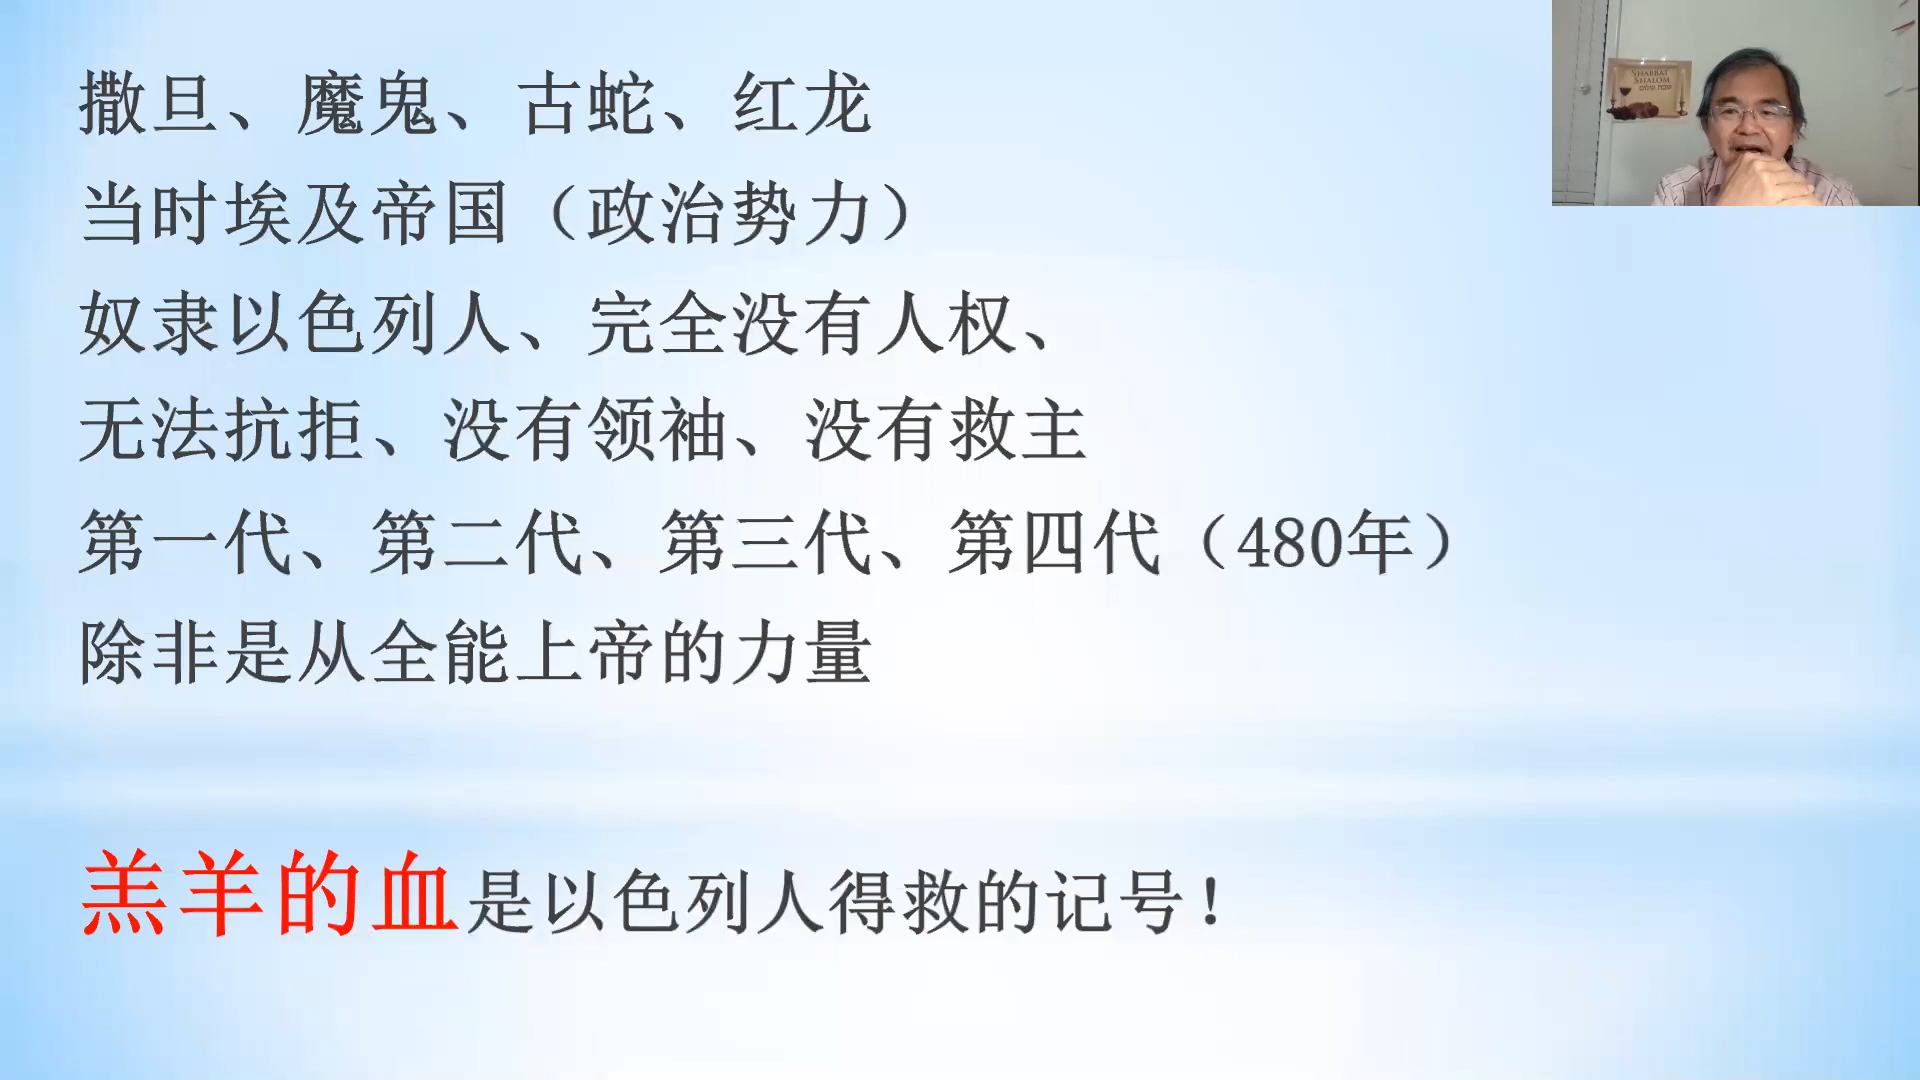 撒旦、魔鬼、古蛇、红龙
当时埃及帝国（政治势力）
奴隶以色列人、完全没有人权、
无法抗拒、没有领袖、没有救主
第一代、第二代、第三代、第四代（480年）
除非是从全能上帝的力量
羔羊的血是以色列人得救的记号！
SHABBAT
SHALOM
שבת שלום